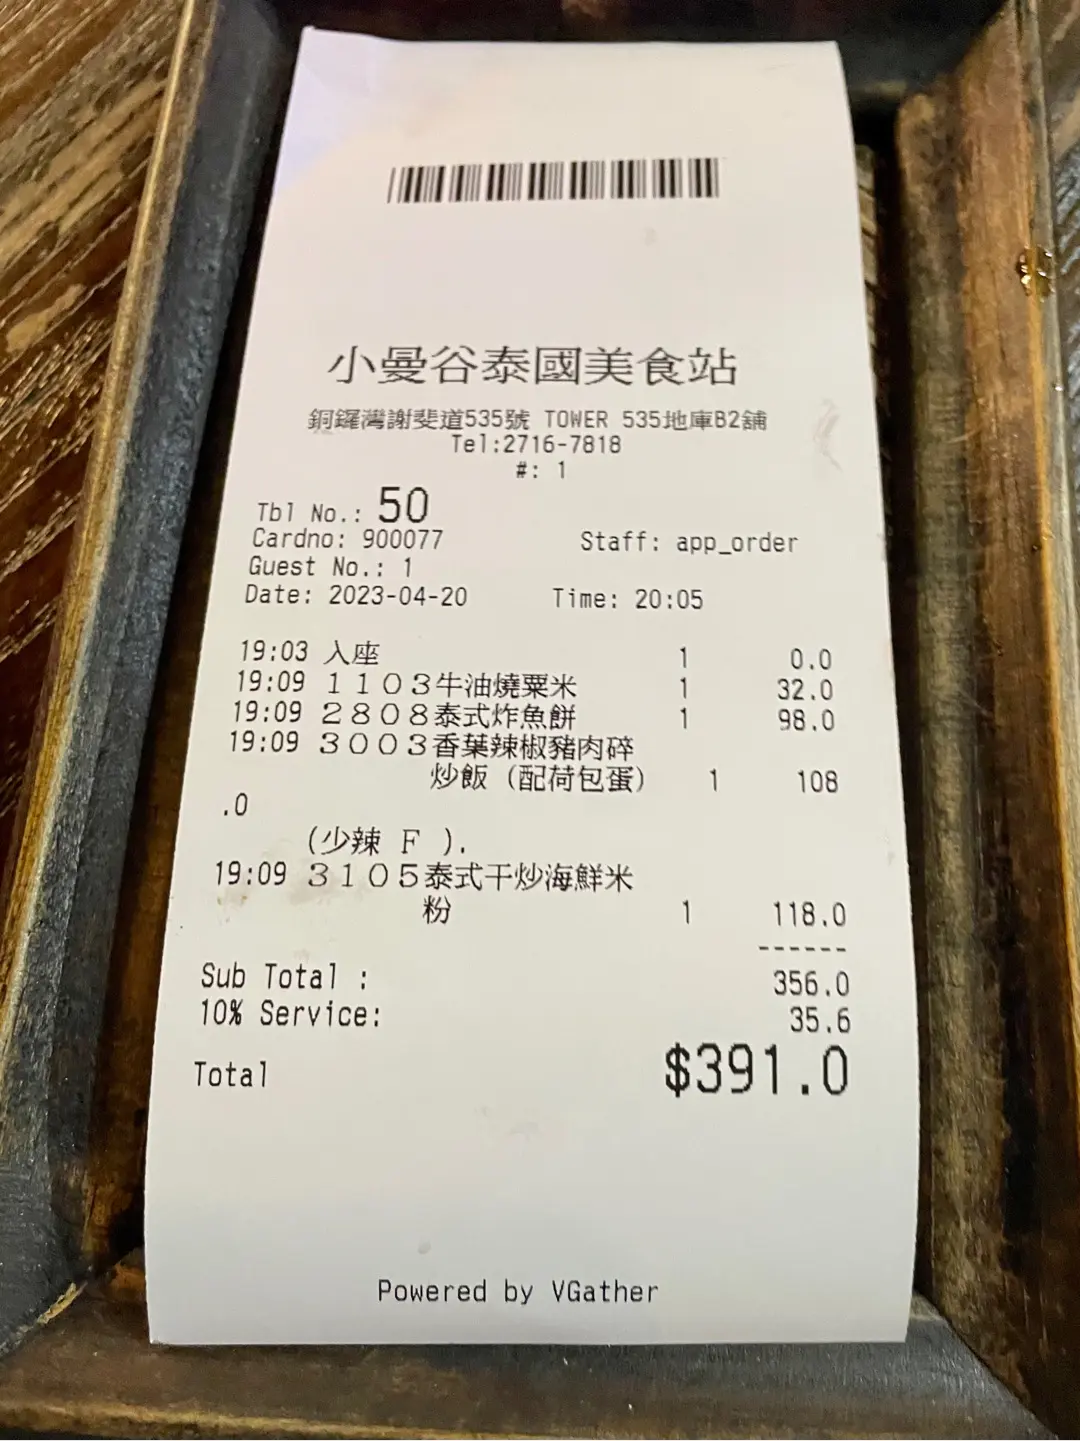 小曼谷泰國美食站
銅鑼灣謝斐道535號 TOWER 535地庫B2舖
Tel:2716-7818
#: 1
Tbl No.: 50
Cardno: 900077 Staff: app_order
Guest No.: 1
Date: 2023-04-20 Time: 20:05
19:03 入座 1 0.0
19:09 1103牛油燒粟米 1 32.0
19:09 2808泰式炸魚餅 1 98.0
19:09 3003香葉辣椒豬肉碎
炒飯 (配荷包蛋) 1 108
.0
(少辣 F ).
19:09 3105泰式干炒海鮮米
粉 1 118.0
------
Sub Total : 356.0
10% Service: 35.6
Total $391.0
Powered by VGather